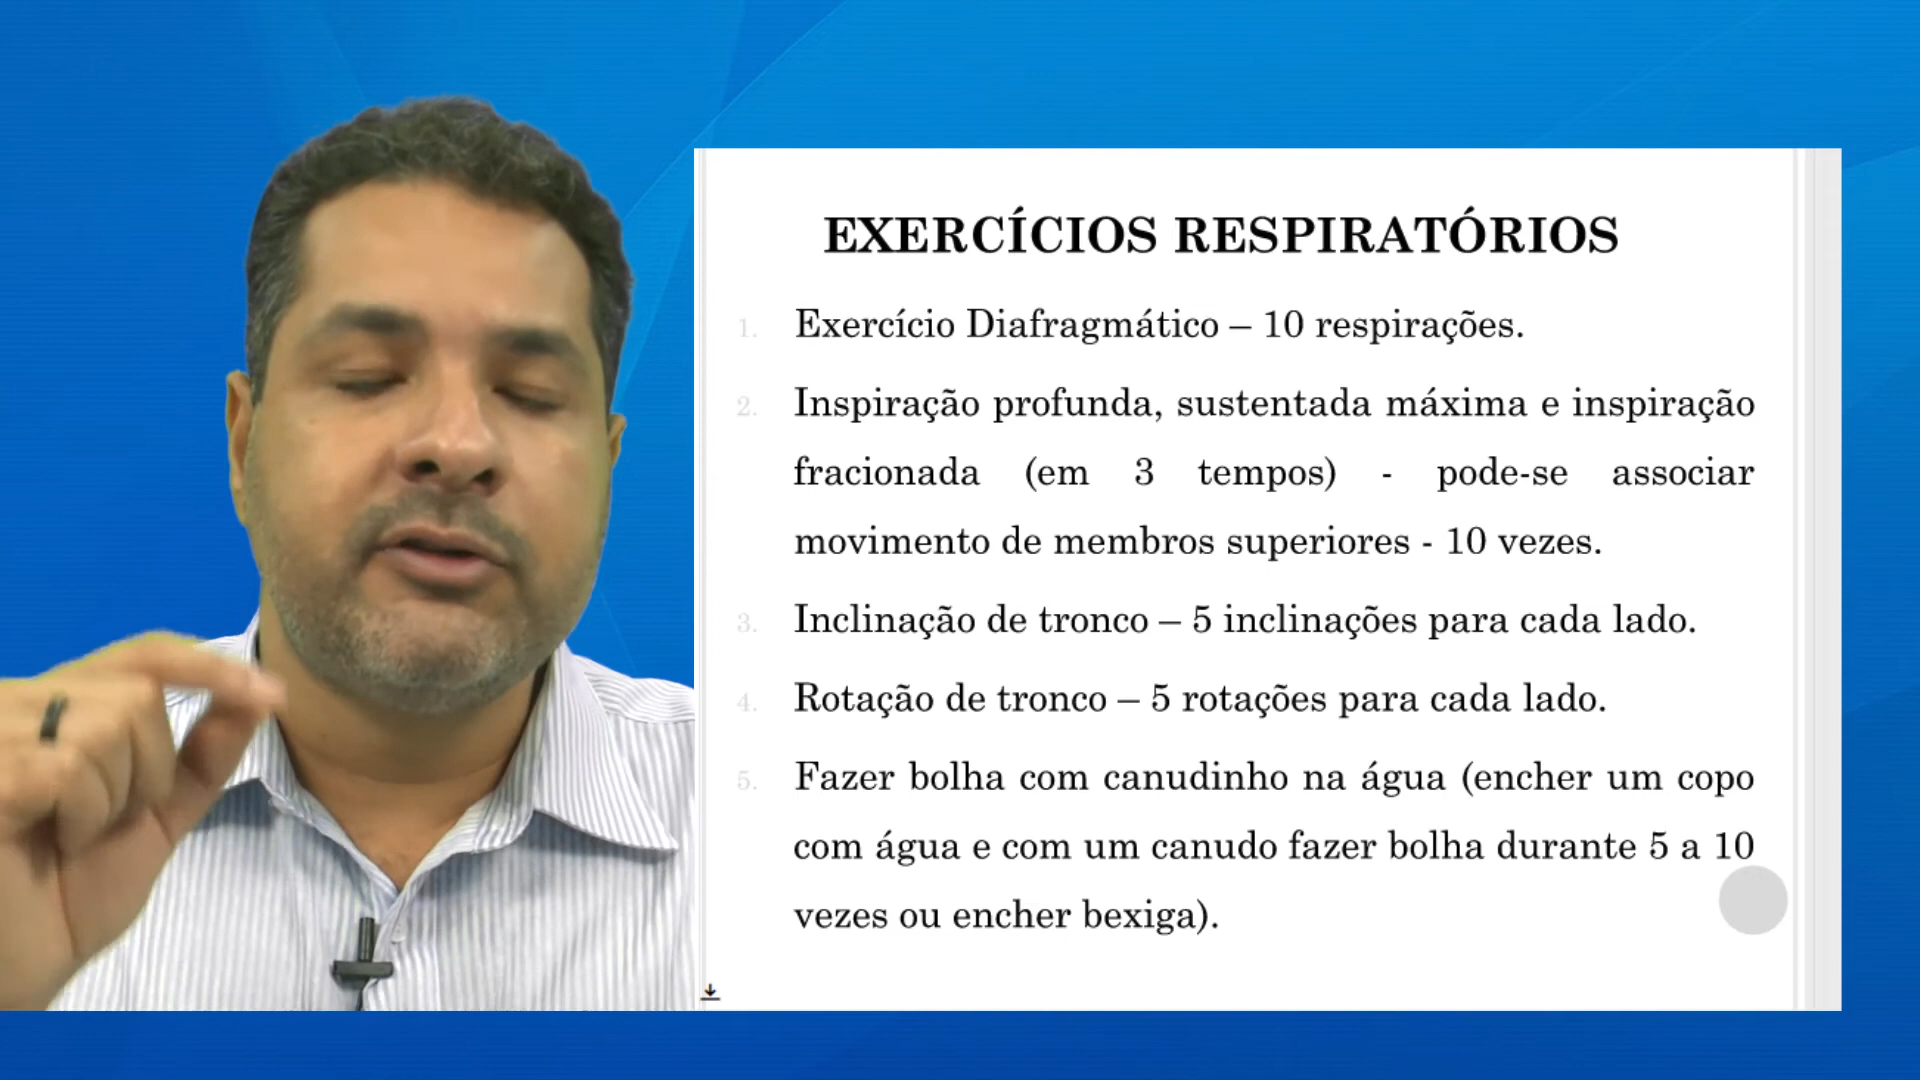 EXERCÍCIOS RESPIRATÓRIOS
1. Exercício Diafragmático – 10 respirações.
2. Inspiração profunda, sustentada máxima e inspiração
fracionada (em 3 tempos) - pode-se associar
movimento de membros superiores - 10 vezes.
3. Inclinação de tronco – 5 inclinações para cada lado.
4. Rotação de tronco – 5 rotações para cada lado.
5. Fazer bolha com canudinho na água (encher um copo
com água e com um canudo fazer bolha durante 5 a 10
vezes ou encher bexiga).